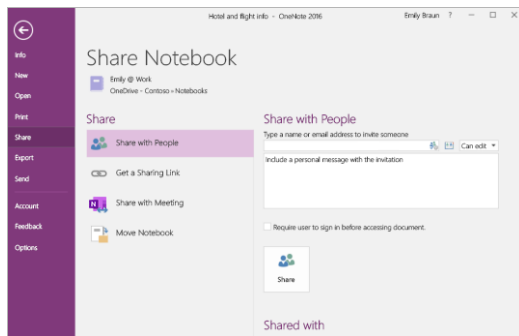 Hotel and flight info - OneNote 2016
Emily Braun ?
Info
New
Open
Print
Share
Export
Send
Account
Feedback
Options
Share Notebook
Emily @ Work
OneDrive - Contoso » Notebooks
Share
Share with People
Get a Sharing Link
Share with Meeting
Move Notebook
Share with People
Type a name or email address to invite someone
Can edit
Include a personal message with the invitation
Require user to sign in before accessing document.
Share
Shared with